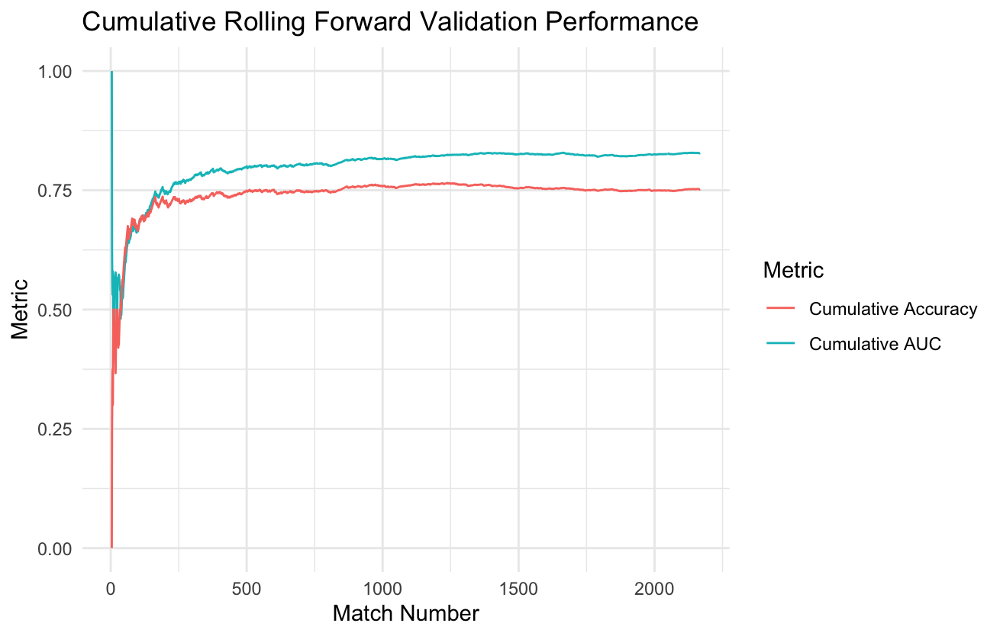 Cumulative Rolling Forward Validation Performance
1.00
0.75
0.50
0.25
0.00
Metric
0 500 1000 1500 2000
Match Number
Metric
Cumulative Accuracy
Cumulative AUC